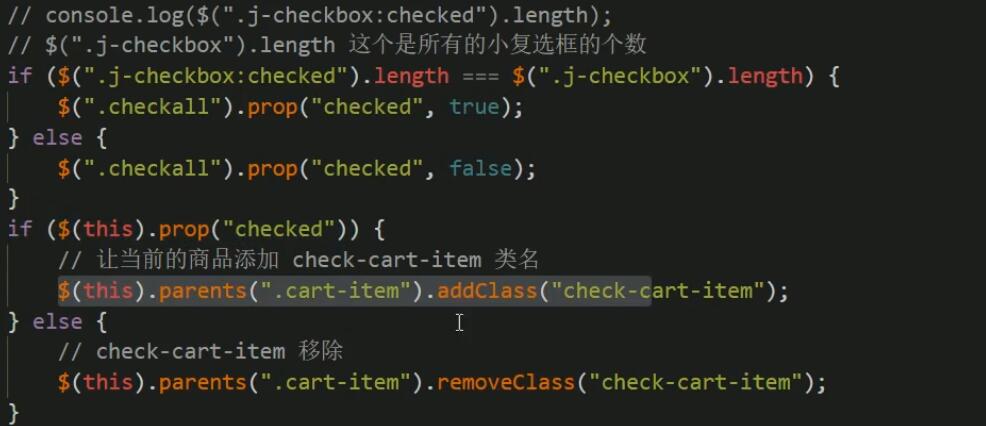 // console.log($(".j-checkbox:checked").length);
// $(".j-checkbox").length 这个是所有的小复选框的个数
if ($(".j-checkbox:checked").length === $(".j-checkbox").length) {
    $(".checkall").prop("checked", true);
} else {
    $(".checkall").prop("checked", false);
}
if ($(this).prop("checked")) {
    // 让当前的商品添加 check-cart-item 类名
    $(this).parents(".cart-item").addClass("check-cart-item");
} else {
    // check-cart-item 移除
    $(this).parents(".cart-item").removeClass("check-cart-item");
}